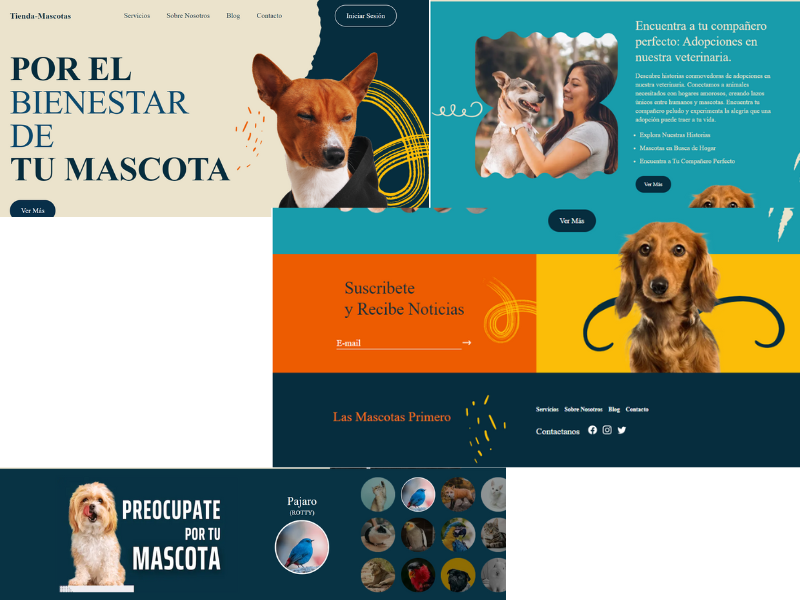 Tienda-Mascotas
Servicios
Sobre Nosotros
Blog
Contacto
Iniciar Sesión
POR EL
BIENESTAR
DE
TU MASCOTA
Ver Más
Encuentra a tu compañero
perfecto: Adopciones en
nuestra veterinaria.
Descubre historias conmovedoras de adopciones en
nuestra veterinaria. Conectamos a animales
necesitados con hogares amorosos, creando lazos
únicos entre humanos y mascotas. Encuentra tu
compañero peludo y experimenta la alegría que una
adopción puede traer a tu vida.
Explora Nuestras Historias
Mascotas en Busca de Hogar
Encuentra a Tu Compañero Perfecto
Ver Más
Ver Más
Suscribete
y Recibe Noticias
E-mail
Las Mascotas Primero
Servicios
Sobre Nosotros
Blog
Contacto
Contactanos
PREOCUPATE
POR TU
MASCOTA
Pajaro
(ROTTY)